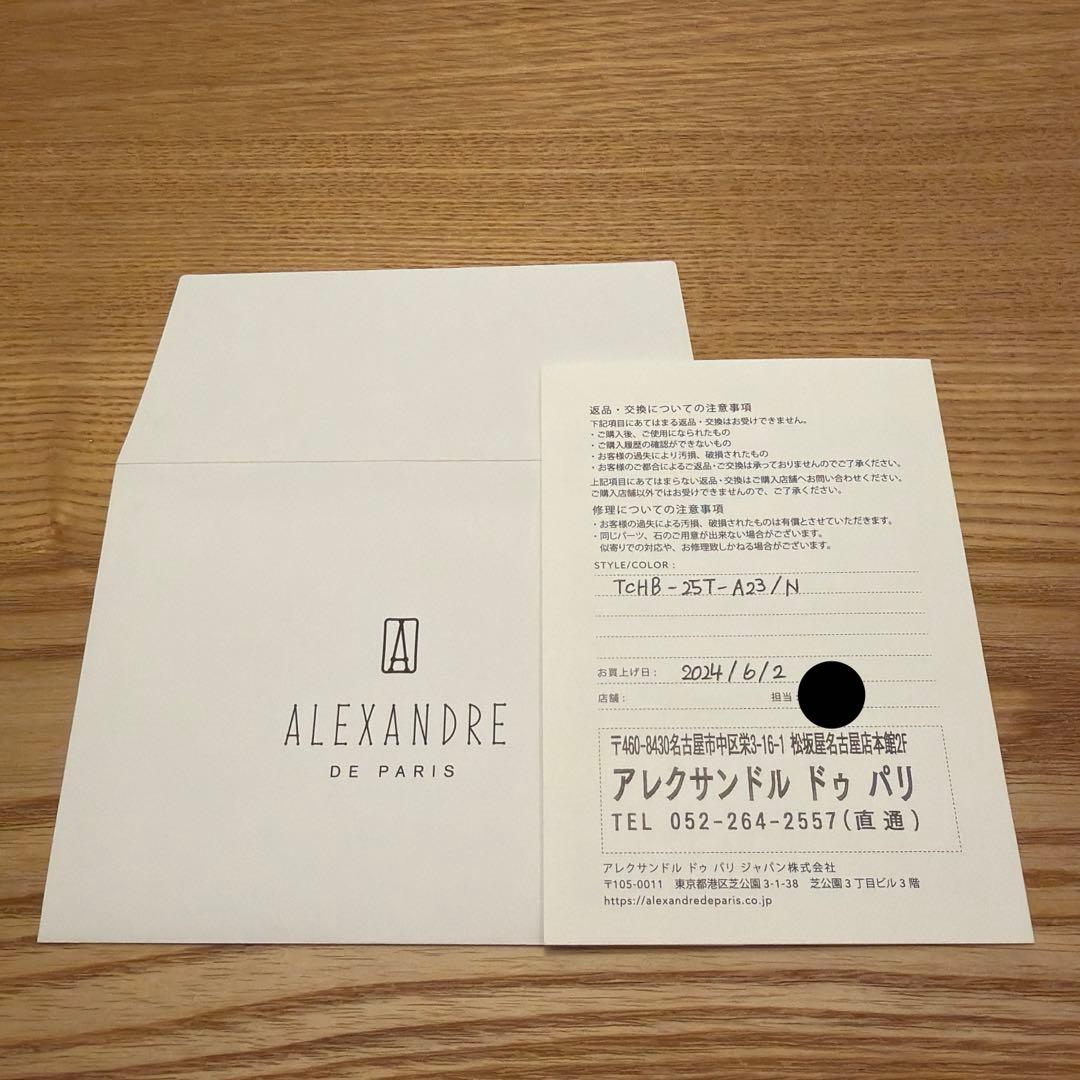 A
ALEXANDRE
DE PARIS
返品・交換についての注意事項
下記項目にあてはまる返品・交換はお受けできません。
・ご購入後、ご使用になられたもの
・ご購入履歴の確認ができないもの
・お客様の過失により汚損、破損されたもの
・お客様のご都合によるご返品・ご交換は承っておりませんのでご了承ください。
上記項目にあてはまらない返品・交換はご購入店舗へお問い合わせください。
ご購入店舗以外ではお受けできませんので、ご了承ください。
修理についての注意事項
・お客様の過失による汚損、破損されたものは有償とさせていただきます。
・同じパーツ、石のご用意が出来ない場合がございます。
似寄りでの対応や、お修理致しかねる場合がございます。
STYLE/COLOR :
TCHB-25T-A23/N
お買上げ日: 2024/6/2
店舗: 担当:
〒460-8430名古屋市中区栄3-16-1 松坂屋名古屋店本館2F
アレクサンドル ドゥ パリ
TEL 052-264-2557(直通)
アレクサンドル ドゥ パリ ジャパン株式会社
〒105-0011 東京都港区芝公園3-1-38 芝公園3丁目ビル3階
https://alexandredeparis.co.jp